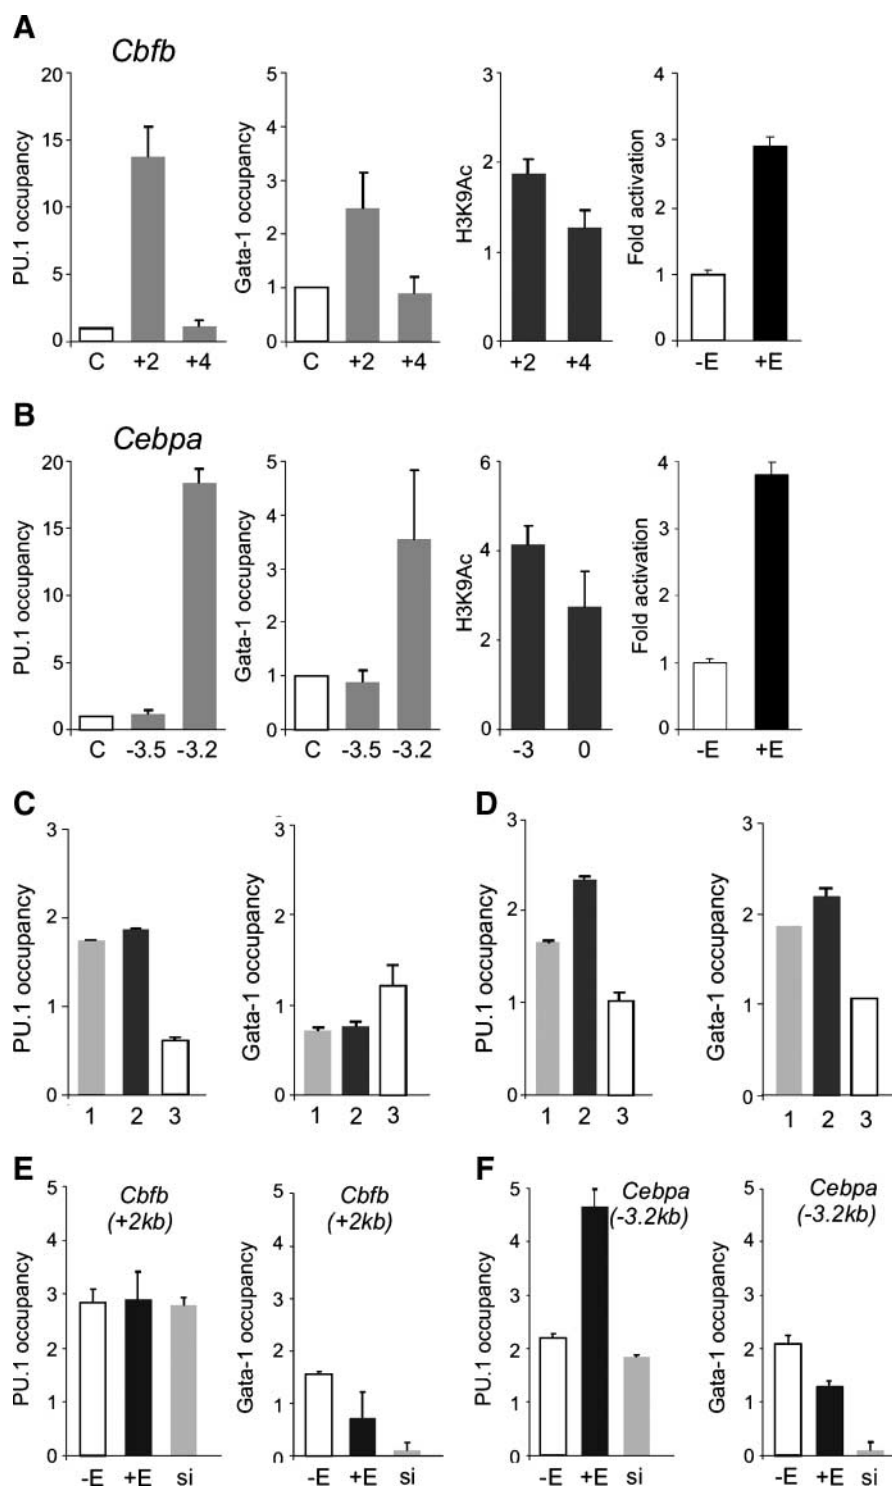 A
Cbfb
PU.1 occupancy
20
15
10
5
0
C +2 +4
Gata-1 occupancy
5
4
3
2
1
0
C +2 +4
H3K9Ac
3
2
1
0
+2 +4
Fold activation
4
3
2
1
0
-E +E
B
Cebpa
PU.1 occupancy
20
15
10
5
0
C -3.5 -3.2
Gata-1 occupancy
5
4
3
2
1
0
C -3.5 -3.2
H3K9Ac
6
4
2
0
-3 0
Fold activation
4
3
2
1
0
-E +E
C
PU.1 occupancy
3
2
1
0
1 2 3
Gata-1 occupancy
3
2
1
0
1 2 3
D
PU.1 occupancy
3
2
1
0
1 2 3
Gata-1 occupancy
3
2
1
0
1 2 3
E
Cbfb
(+2kb)
PU.1 occupancy
5
4
3
2
1
0
-E +E si
Cbfb
(+2kb)
Gata-1 occupancy
5
4
3
2
1
0
-E +E si
F
Cebpa
(-3.2kb)
PU.1 occupancy
5
4
3
2
1
0
-E +E si
Cebpa
(-3.2kb)
Gata-1 occupancy
5
4
3
2
1
0
-E +E si